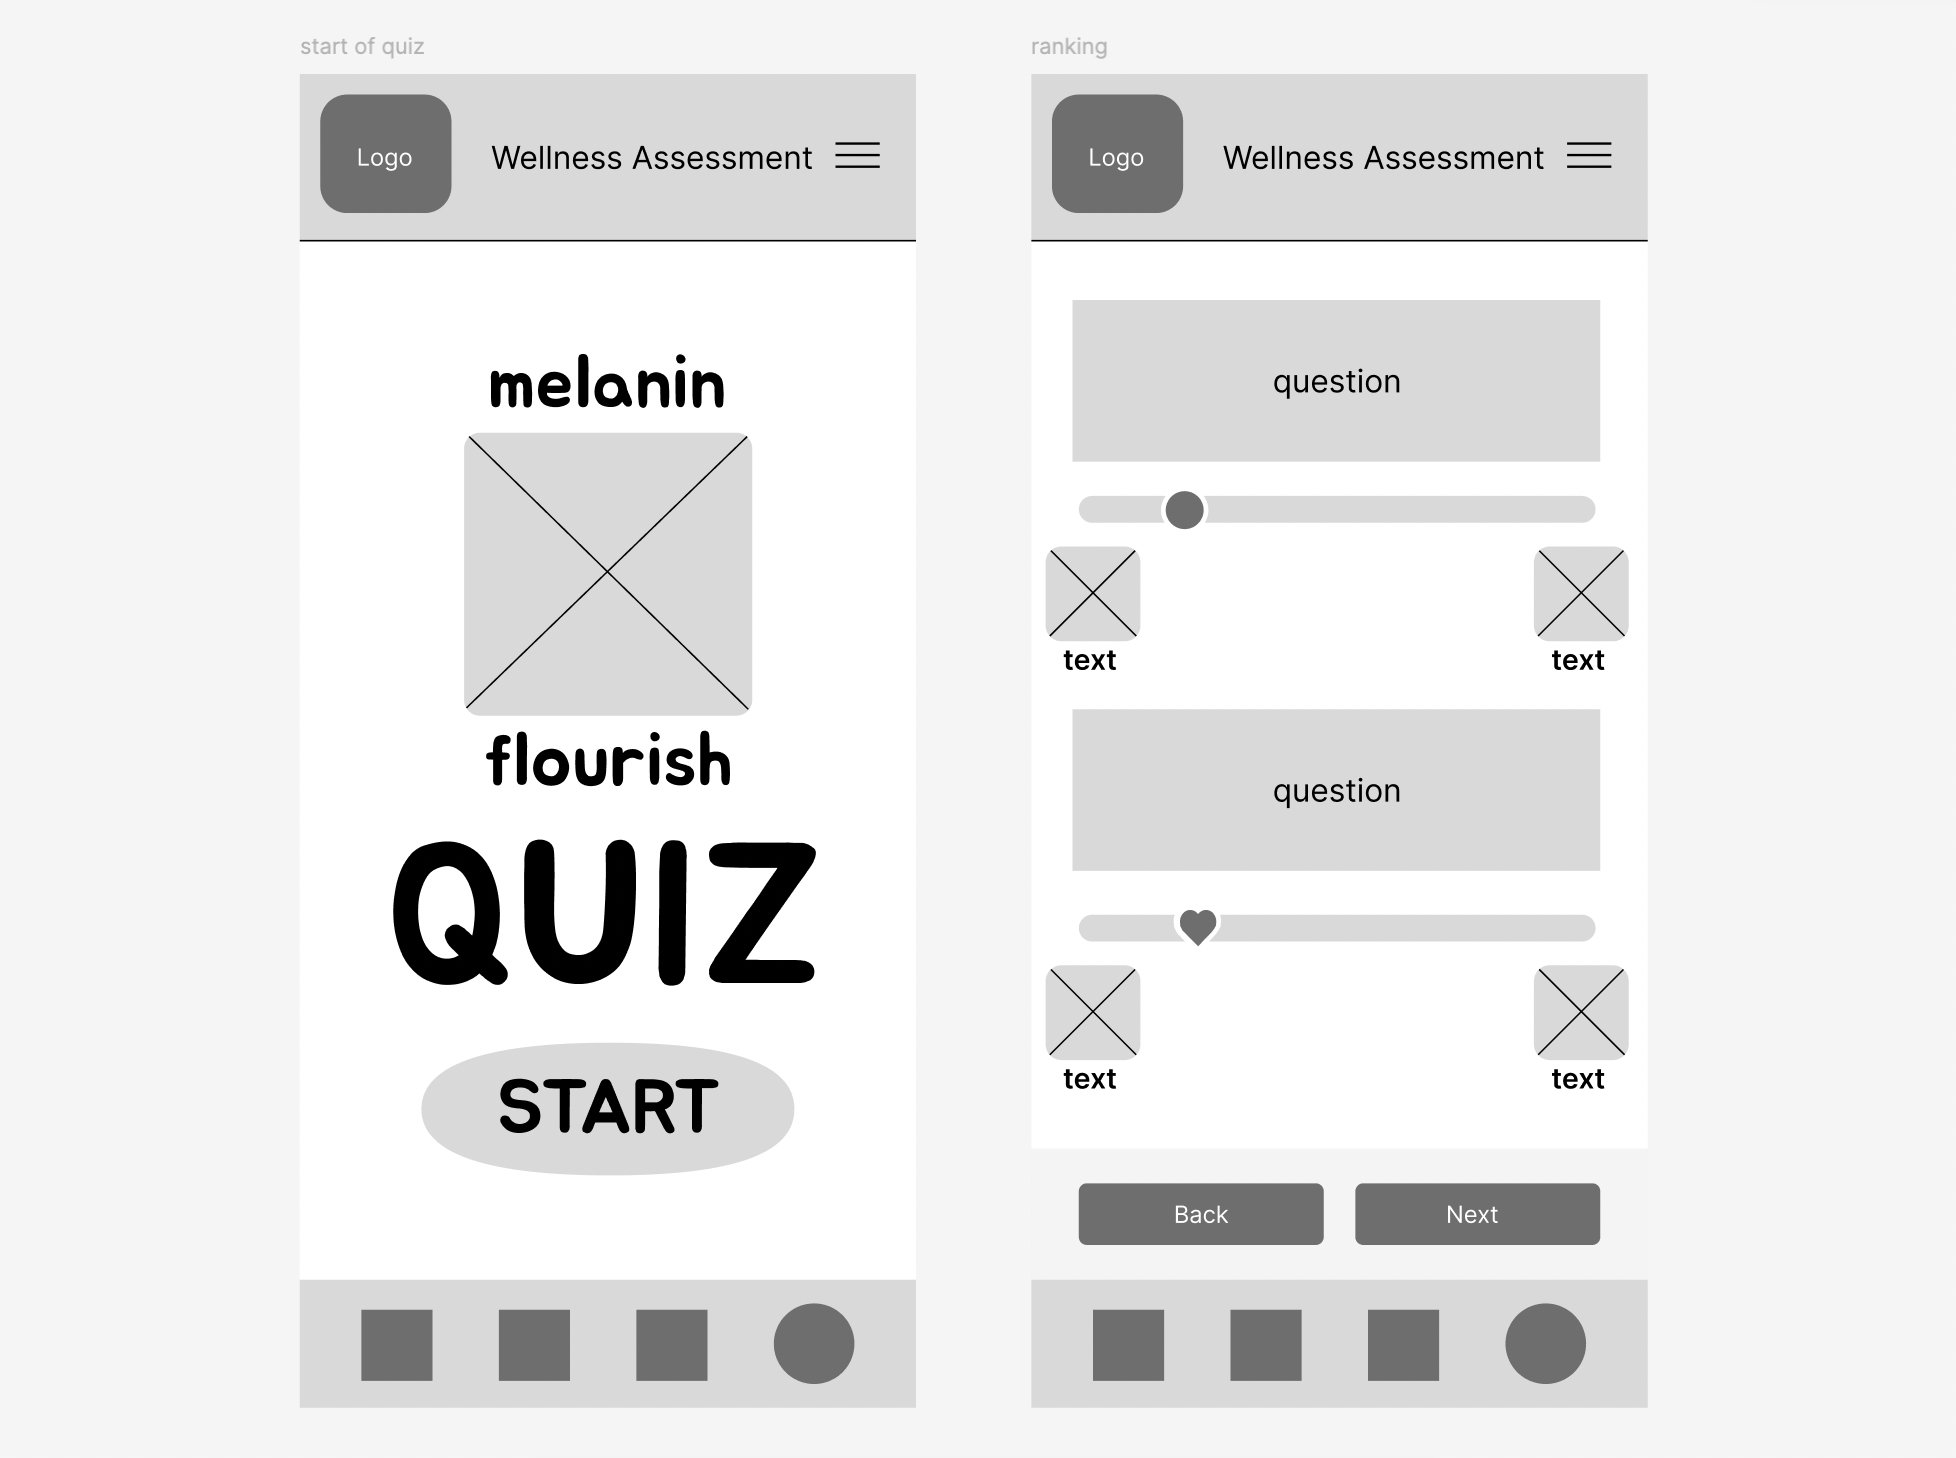 start of quiz
Logo
Wellness Assessment
melanin
flourish
QUIZ
START
ranking
Logo
Wellness Assessment
question
text
text
question
text
text
Back
Next